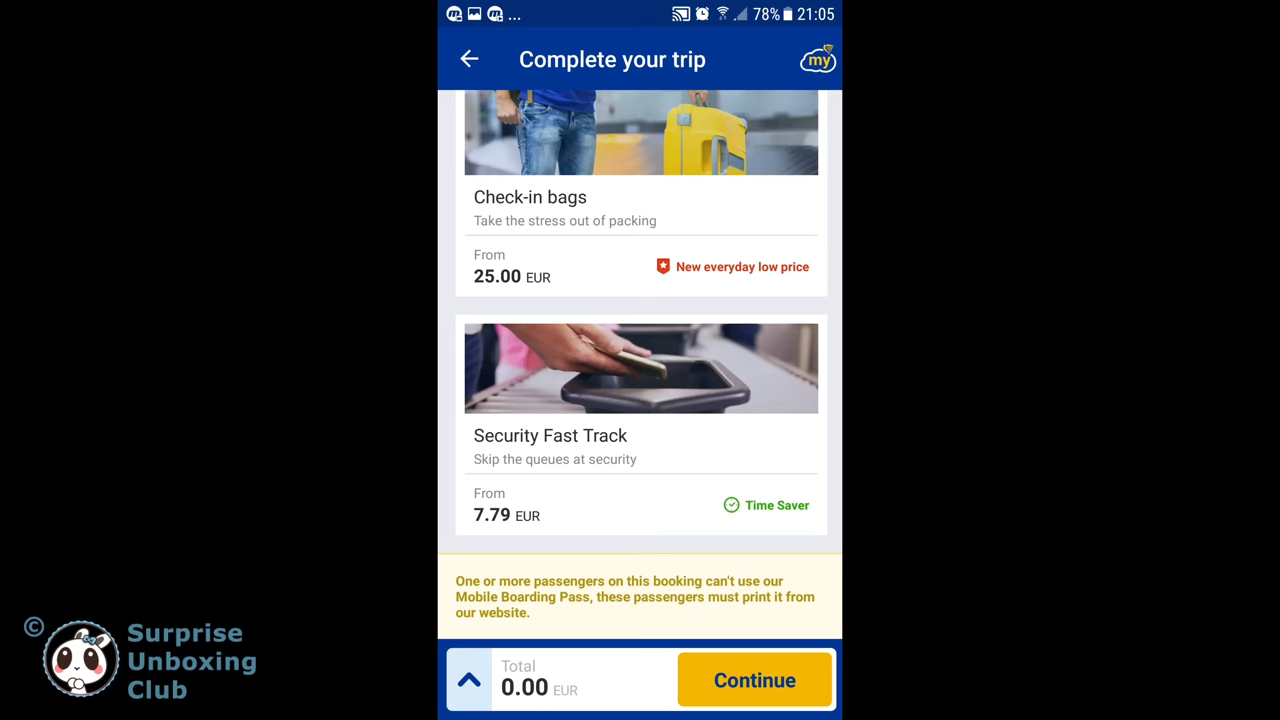 ... 78% 21:05
Complete your trip
my
Check-in bags
Take the stress out of packing
From
25.00 EUR
New everyday low price
Security Fast Track
Skip the queues at security
From
7.79 EUR
Time Saver
One or more passengers on this booking can't use our
Mobile Boarding Pass, these passengers must print it from
our website.
Total
0.00 EUR
Continue
© Surprise
Unboxing
Club